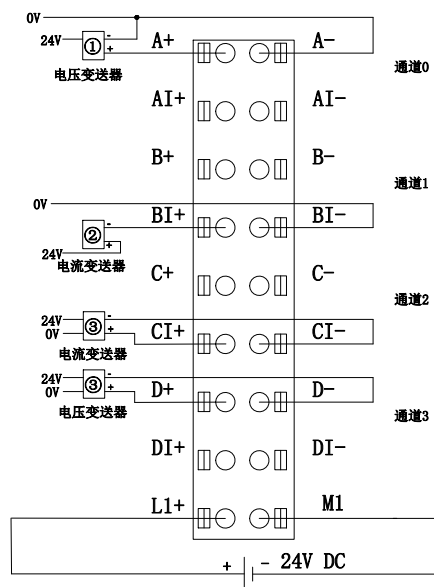 0V
24V ① - + A+ A-
电压变送器 通道0
AI+ AI-
B+ B-
通道1
0V
BI+ BI-
② - +
24V
电流变送器
C+ C-
通道2
24V ③ -
0V + CI+ CI-
电流变送器
24V ③ -
0V + D+ D-
电压变送器 通道3
DI+ DI-
L1+ M1
+ - 24V DC